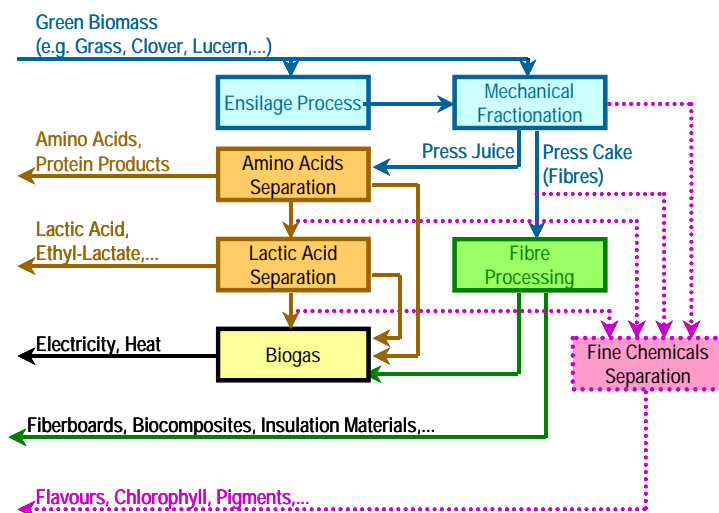 Green Biomass
(e.g. Grass, Clover, Lucern,...)
Ensilage Process
Mechanical
Fractionation
Amino Acids,
Protein Products
Amino Acids
Separation
Press Juice
Press Cake
(Fibres)
Lactic Acid,
Ethyl-Lactate,...
Lactic Acid
Separation
Fibre
Processing
Electricity, Heat
Biogas
Fine Chemicals
Separation
Fiberboards, Biocomposites, Insulation Materials,...
Flavours, Chlorophyll, Pigments,...